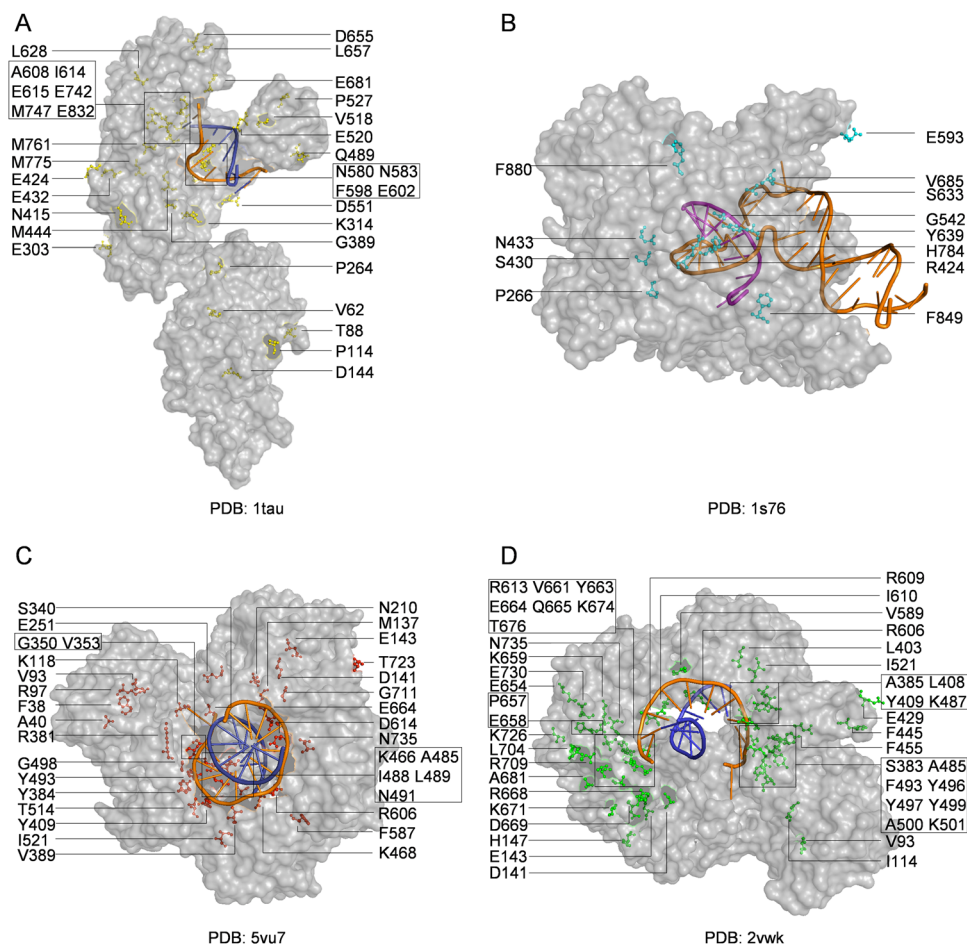 A
L628
A608 I614
E615 E742
M747 E832
M761
M775
E424
E432
N415
M444
E303
D655
L657
E681
P527
V518
E520
Q489
N580 N583
F598 E602
D551
K314
G389
P264
V62
T88
P114
D144
PDB: 1tau
B
F880
N433
S430
P266
E593
V685
S633
G542
Y639
H784
R424
F849
PDB: 1s76
C
S340
E251
G350 V353
K118
V93
R97
F38
A40
R381
G498
Y493
Y384
T514
Y409
I521
V389
N210
M137
E143
T723
D141
G711
E664
D614
N735
K466 A485
I488 L489
N491
R606
F587
K468
PDB: 5vu7
D
R613 V661 Y663
E664 Q665 K674
T676
N735
K659
E730
E654
P657
E658
K726
L704
R709
A681
R668
K671
D669
H147
E143
D141
R609
I610
V589
R606
L403
I521
A385 L408
Y409 K487
E429
F445
F455
S383 A485
F493 Y496
Y497 Y499
A500 K501
V93
I114
PDB: 2vwk